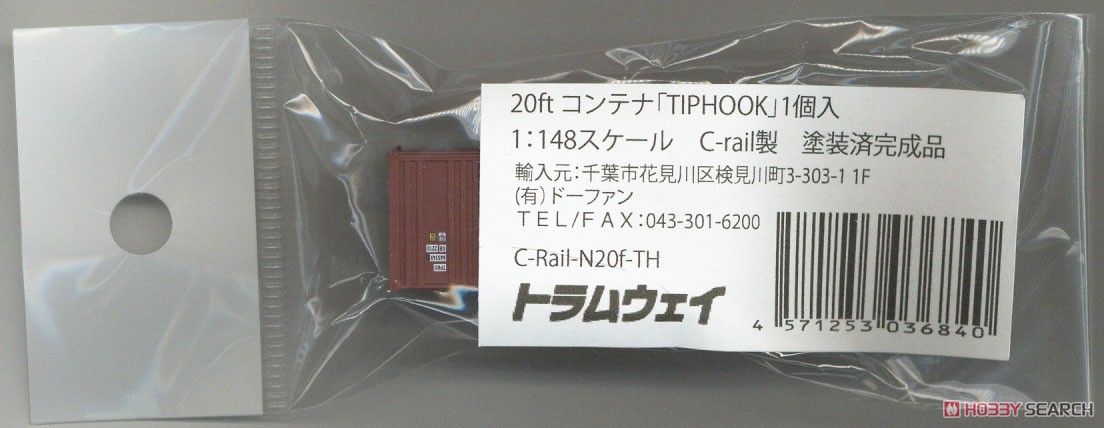 20ft コンテナ「TIPHOOK」1個入
1:148スケール　C-rail製　塗装済完成品
輸入元:千葉市花見川区検見川町3-303-1 1F
(有)ドーファン
ＴＥＬ/ＦＡＸ:043-301-6200
C-Rail-N20f-TH
トラムウェイ
4 571253 036840
HOBBY SEARCH